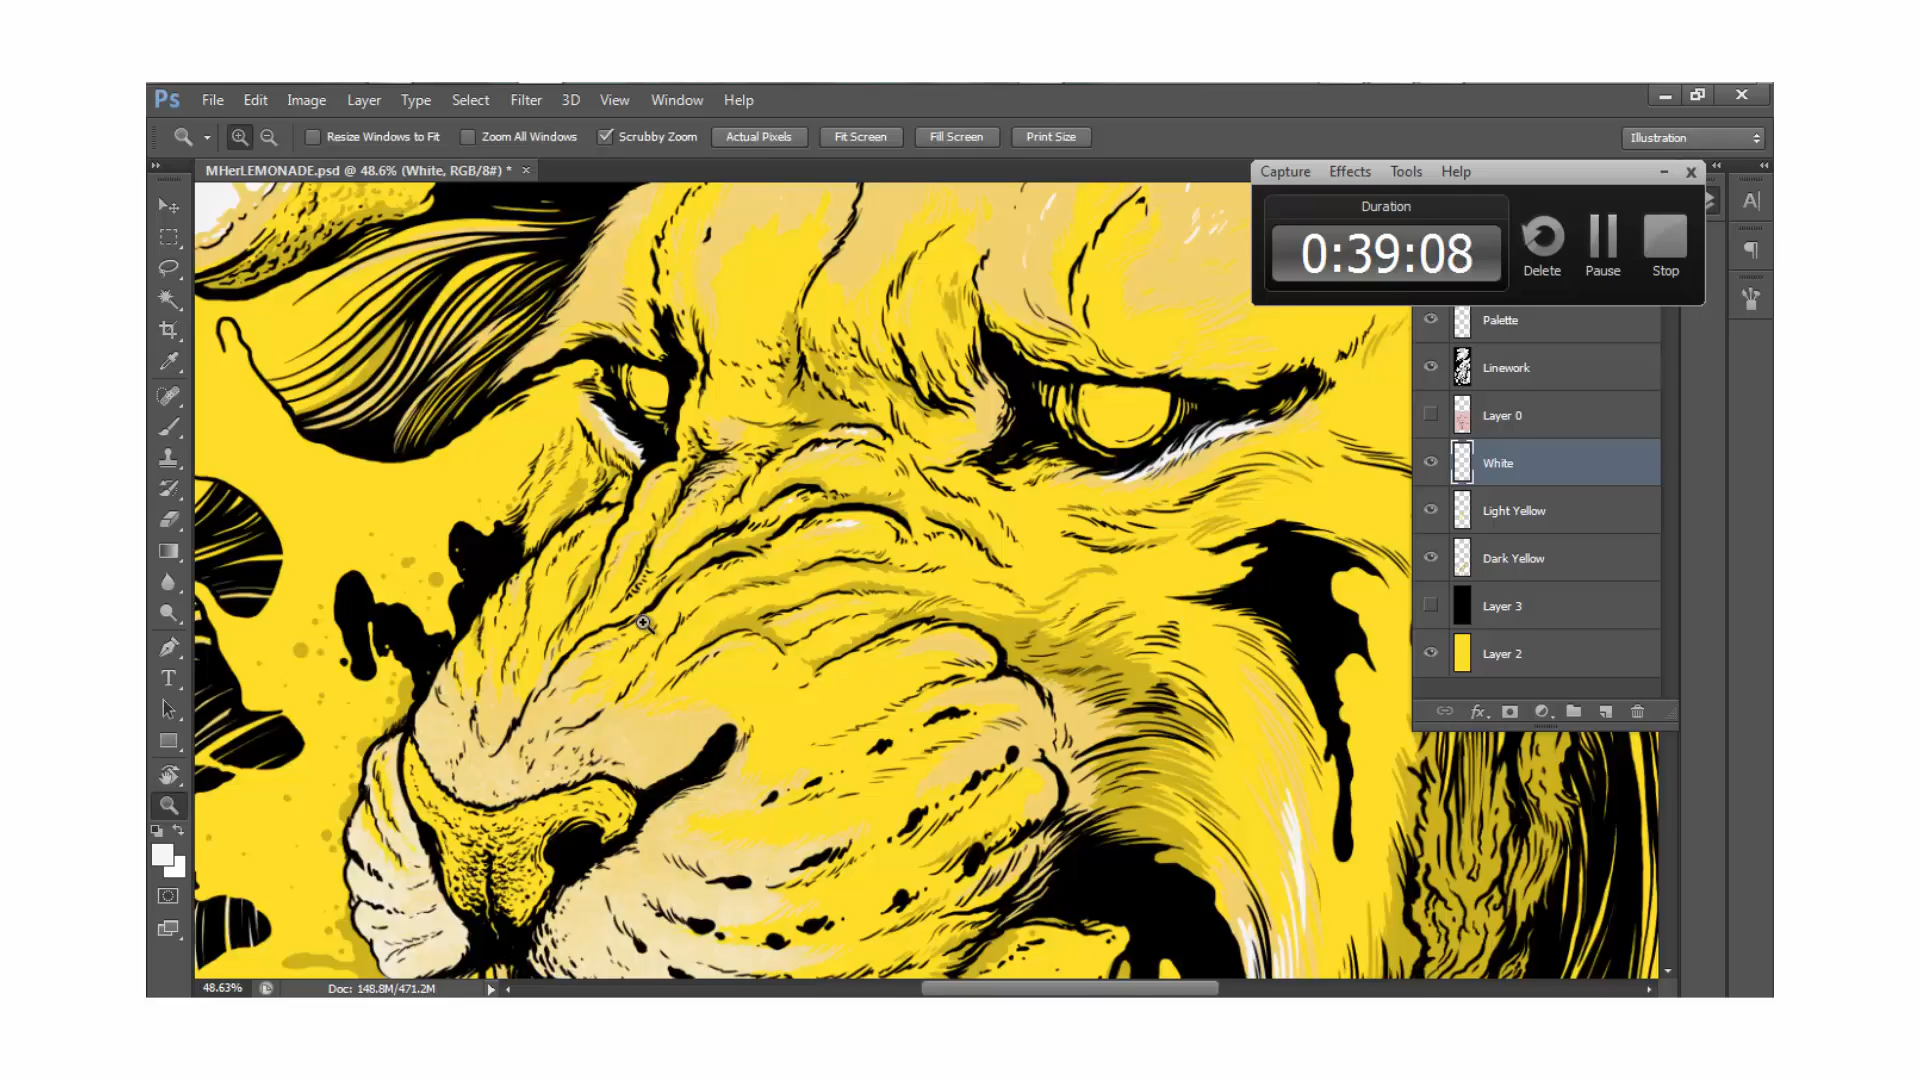 Ps File Edit Image Layer Type Select Filter 3D View Window Help
Resize Windows to Fit Zoom All Windows Scrubby Zoom Actual Pixels Fit Screen Fill Screen Print Size Illustration
MHerLEMONADE.psd @ 48.6% (White, RGB/8#) * ×
Capture Effects Tools Help
Duration
0:39:08
Delete Pause Stop
Palette
Linework
Layer 0
White
Light Yellow
Dark Yellow
Layer 3
Layer 2
fx
48.63% Doc: 148.8M/471.2M